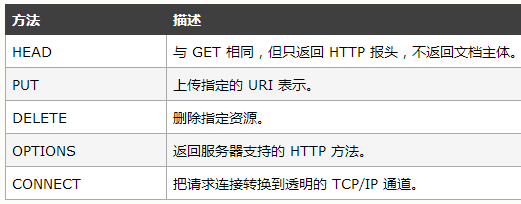 方法 描述
HEAD 与 GET 相同，但只返回 HTTP 报头，不返回文档主体。
PUT 上传指定的 URI 表示。
DELETE 删除指定资源。
OPTIONS 返回服务器支持的 HTTP 方法。
CONNECT 把请求连接转换到透明的 TCP/IP 通道。